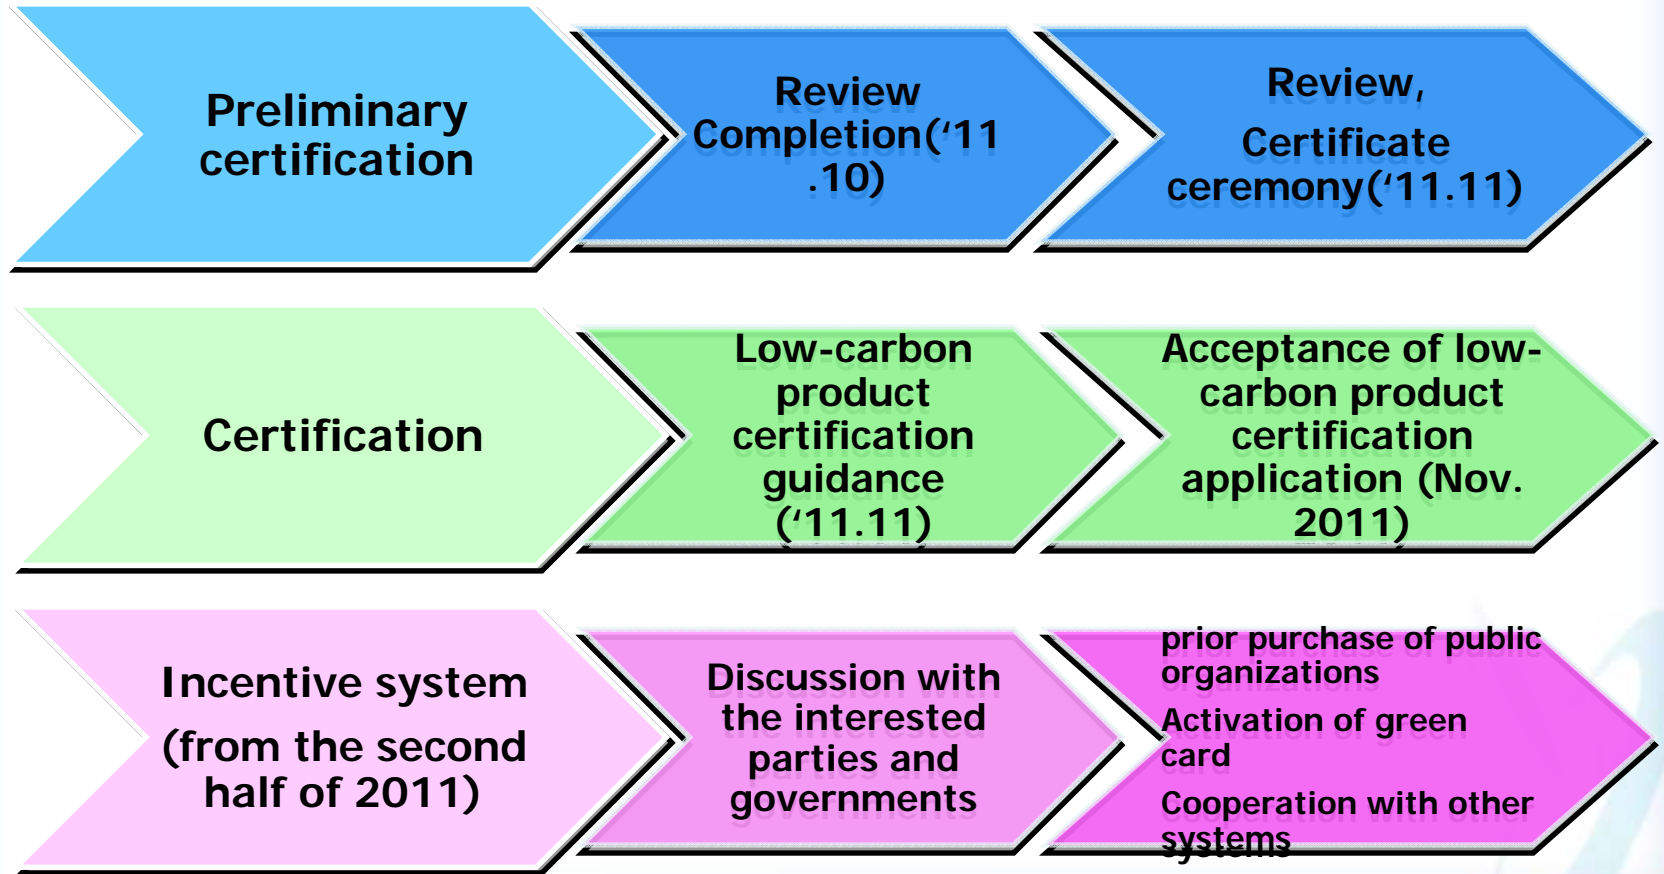 Preliminary
certification
Review
Completion(‘11
.10)
Review,
Certificate
ceremony(‘11.11)
Certification
Low-carbon
product
certification
guidance
(‘11.11)
Acceptance of low-
carbon product
certification
application (Nov.
2011)
Incentive system
(from the second
half of 2011)
Discussion with
the interested
parties and
governments
prior purchase of public
organizations
Activation of green
card
Cooperation with other
systems